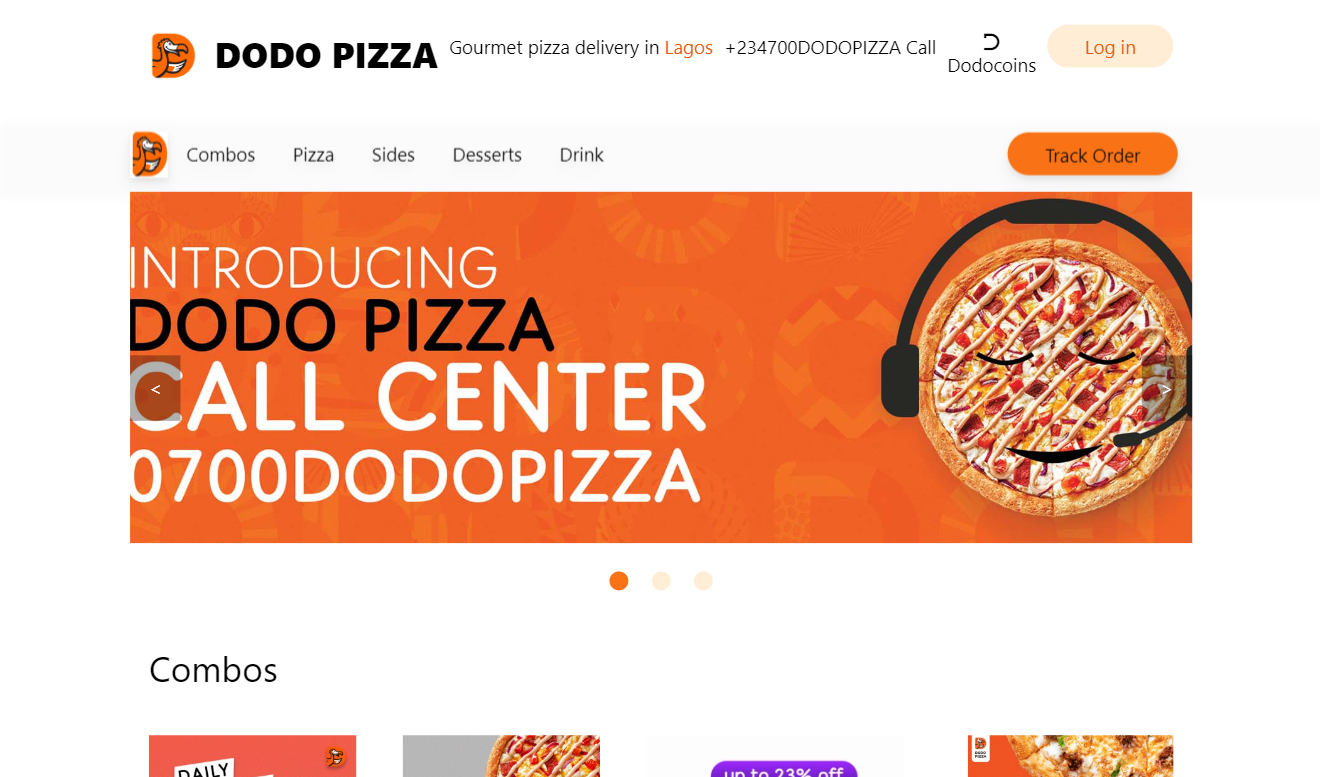 DODO PIZZA
Gourmet pizza delivery in Lagos
+234700DODOPIZZA Call
Dodocoins
Log in
Combos
Pizza
Sides
Desserts
Drink
Track Order
INTRODUCING
DODO PIZZA
CALL CENTER
0700DODOPIZZA
<
>
Combos
DAILY
up to 23% off
DODO
PIZZA